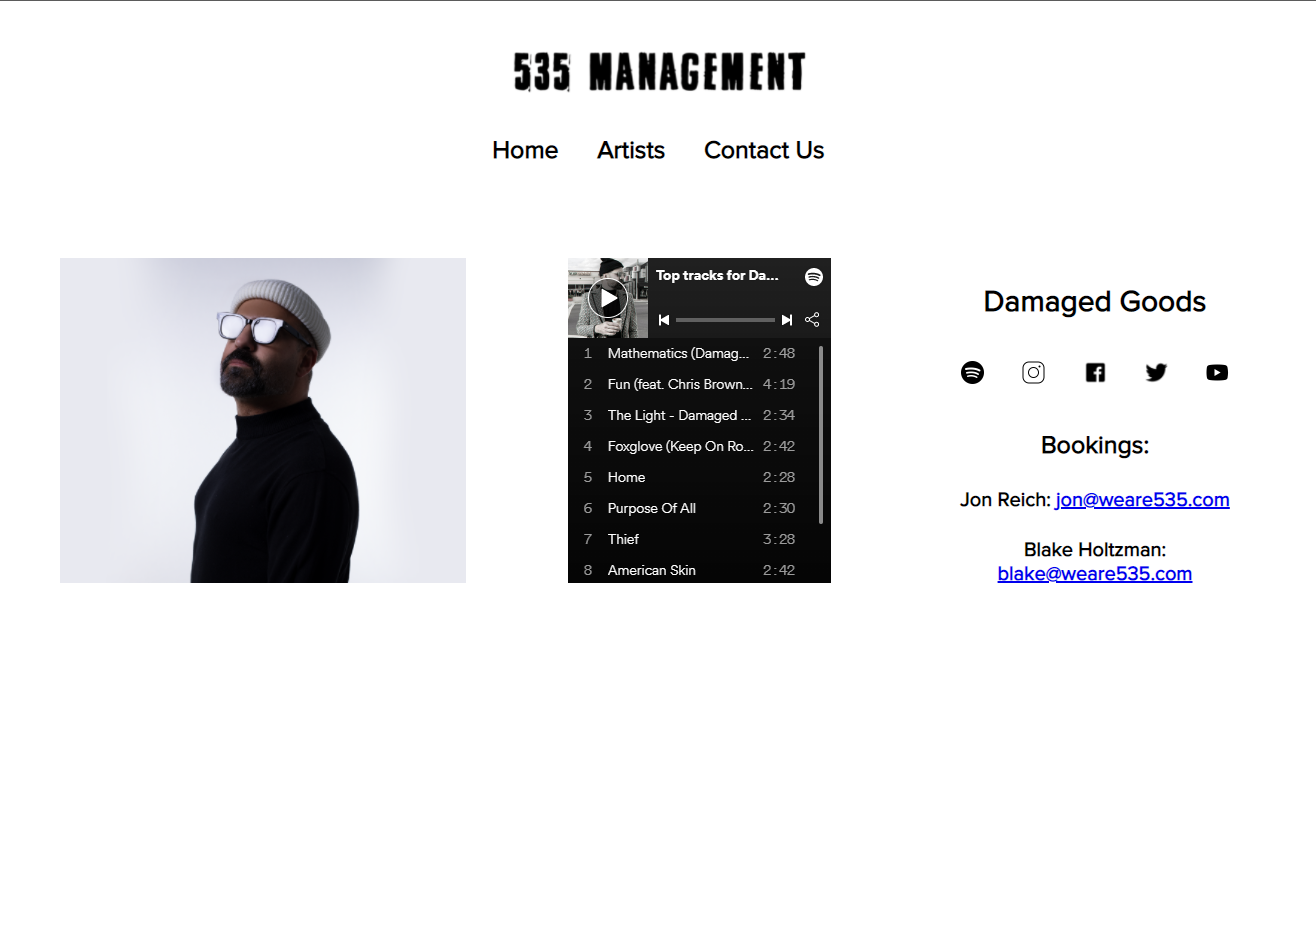 535 MANAGEMENT
Home Artists Contact Us
Top tracks for Da...
1 Mathematics (Damag... 2:48
2 Fun (feat. Chris Brown... 4:19
3 The Light - Damaged ... 2:34
4 Foxglove (Keep On Ro... 2:42
5 Home 2:28
6 Purpose Of All 2:30
7 Thief 3:28
8 American Skin 2:42
Damaged Goods
Bookings:
Jon Reich: jon@weare535.com
Blake Holtzman:
blake@weare535.com